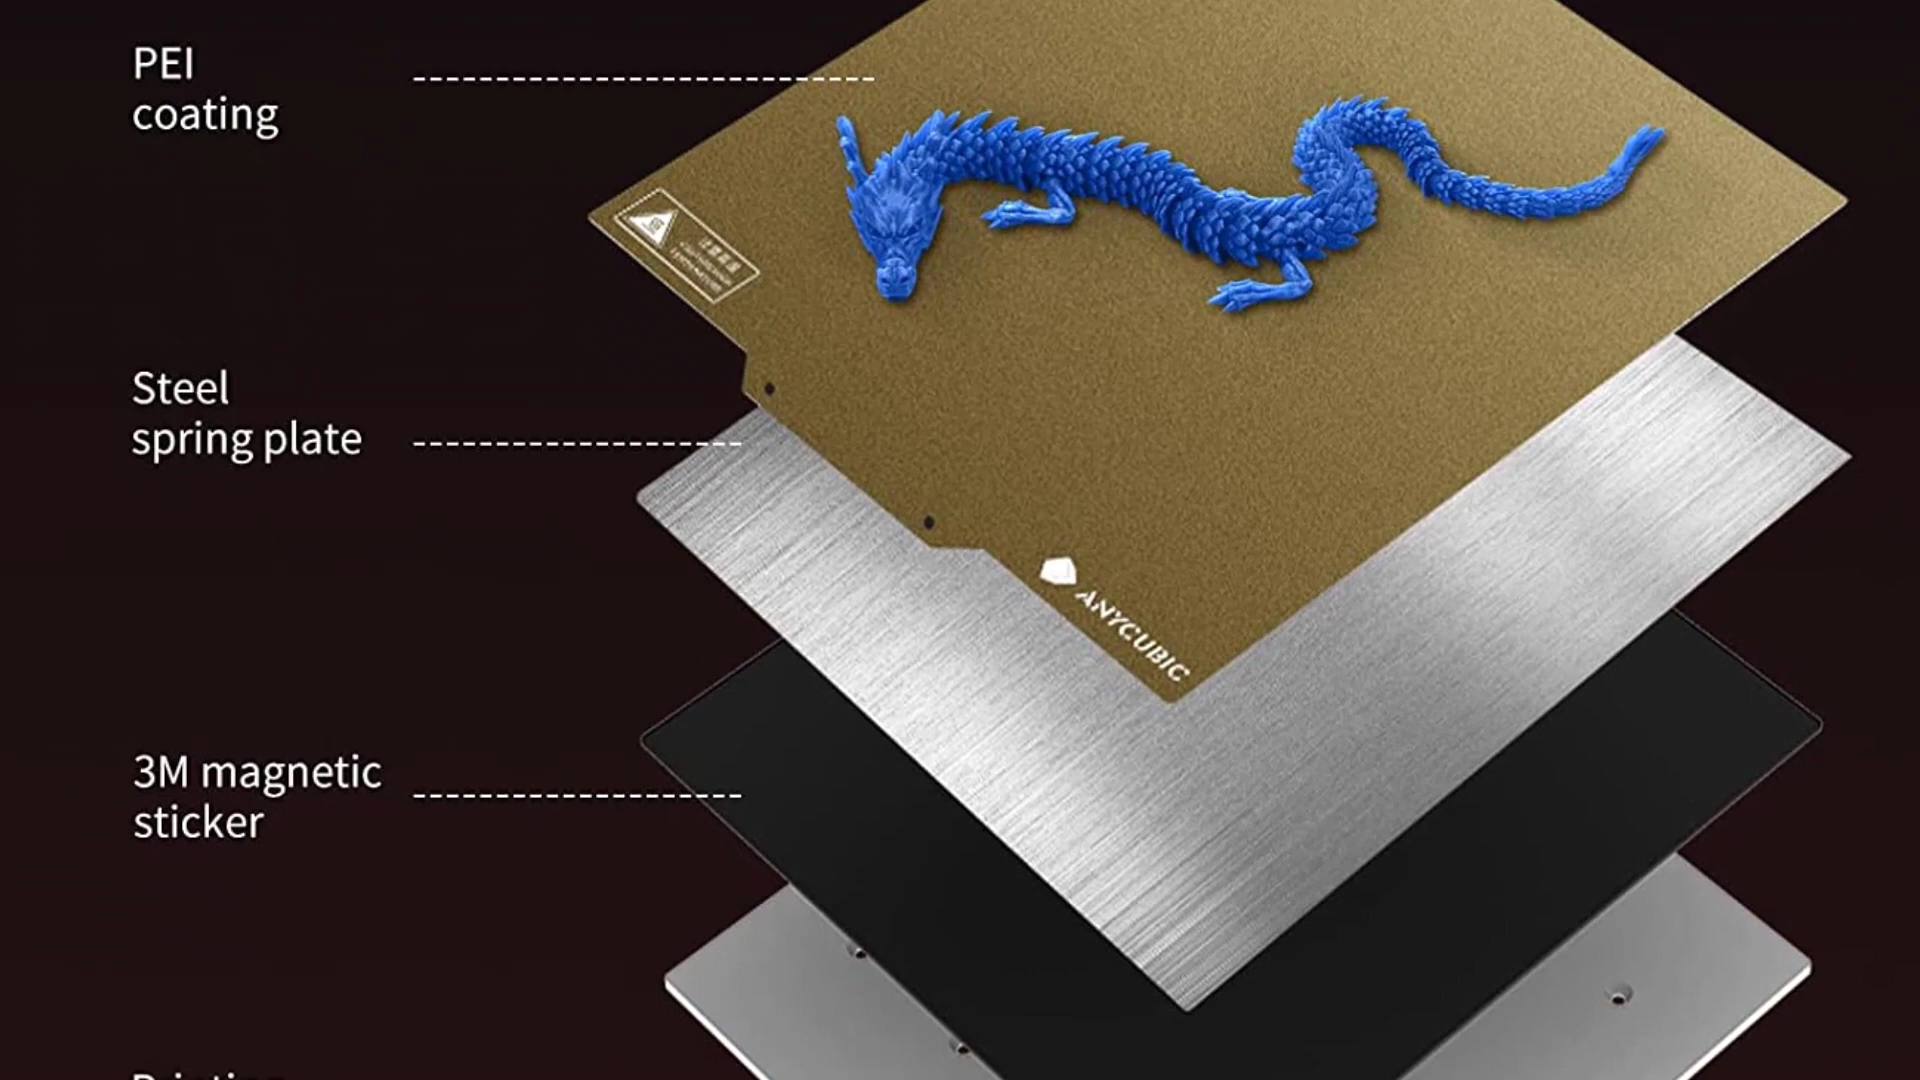 PEI
coating
Steel
spring plate
ANYCUBIC
3M magnetic
sticker